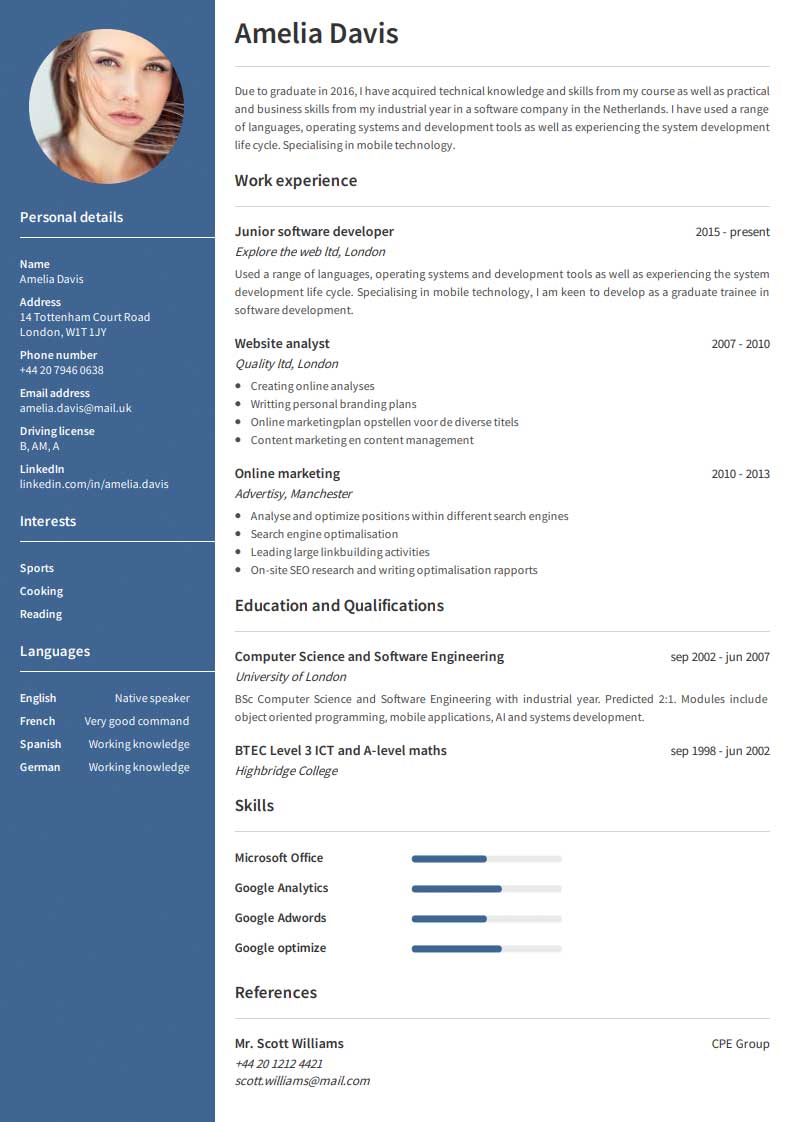 Amelia Davis
Due to graduate in 2016, I have acquired technical knowledge and skills from my course as well as practical
and business skills from my industrial year in a software company in the Netherlands. I have used a range
of languages, operating systems and development tools as well as experiencing the system development
life cycle. Specialising in mobile technology.
Personal details
Name
Amelia Davis
Address
14 Tottenham Court Road
London, W1T 1JY
Phone number
+44 20 7946 0638
Email address
amelia.davis@mail.uk
Driving license
B, AM, A
LinkedIn
linkedin.com/in/amelia.davis
Interests
Sports
Cooking
Reading
Languages
English Native speaker
French Very good command
Spanish Working knowledge
German Working knowledge
Work experience
Junior software developer 2015 - present
Explore the web ltd, London
Used a range of languages, operating systems and development tools as well as experiencing the system
development life cycle. Specialising in mobile technology, I am keen to develop as a graduate trainee in
software development.
Website analyst 2007 - 2010
Quality ltd, London
• Creating online analyses
• Writting personal branding plans
• Online marketingplan opstellen voor de diverse titels
• Content marketing en content management
Online marketing 2010 - 2013
Advertisy, Manchester
• Analyse and optimize positions within different search engines
• Search engine optimalisation
• Leading large linkbuilding activities
• On-site SEO research and writing optimalisation rapports
Education and Qualifications
Computer Science and Software Engineering sep 2002 - jun 2007
University of London
BSc Computer Science and Software Engineering with industrial year. Predicted 2:1. Modules include
object oriented programming, mobile applications, AI and systems development.
BTEC Level 3 ICT and A-level maths sep 1998 - jun 2002
Highbridge College
Skills
Microsoft Office
Google Analytics
Google Adwords
Google optimize
References
Mr. Scott Williams CPE Group
+44 20 1212 4421
scott.williams@mail.com